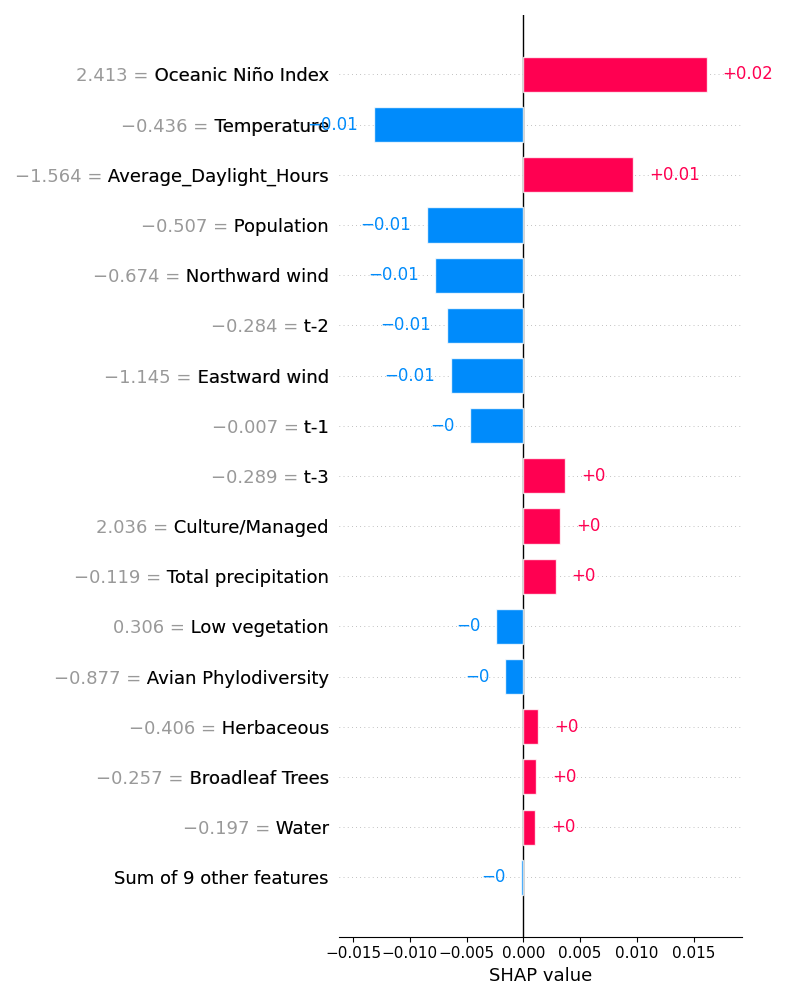 2.413 = Oceanic Niño Index
+0.02
−0.436 = Temperature
−0.01
−1.564 = Average_Daylight_Hours
+0.01
−0.507 = Population
−0.01
−0.674 = Northward wind
−0.01
−0.284 = t-2
−0.01
−1.145 = Eastward wind
−0.01
−0.007 = t-1
−0
−0.289 = t-3
+0
2.036 = Culture/Managed
+0
−0.119 = Total precipitation
+0
0.306 = Low vegetation
−0
−0.877 = Avian Phylodiversity
−0
−0.406 = Herbaceous
+0
−0.257 = Broadleaf Trees
+0
−0.197 = Water
+0
Sum of 9 other features
−0
−0.015 −0.010 −0.005 0.000 0.005 0.010 0.015
SHAP value